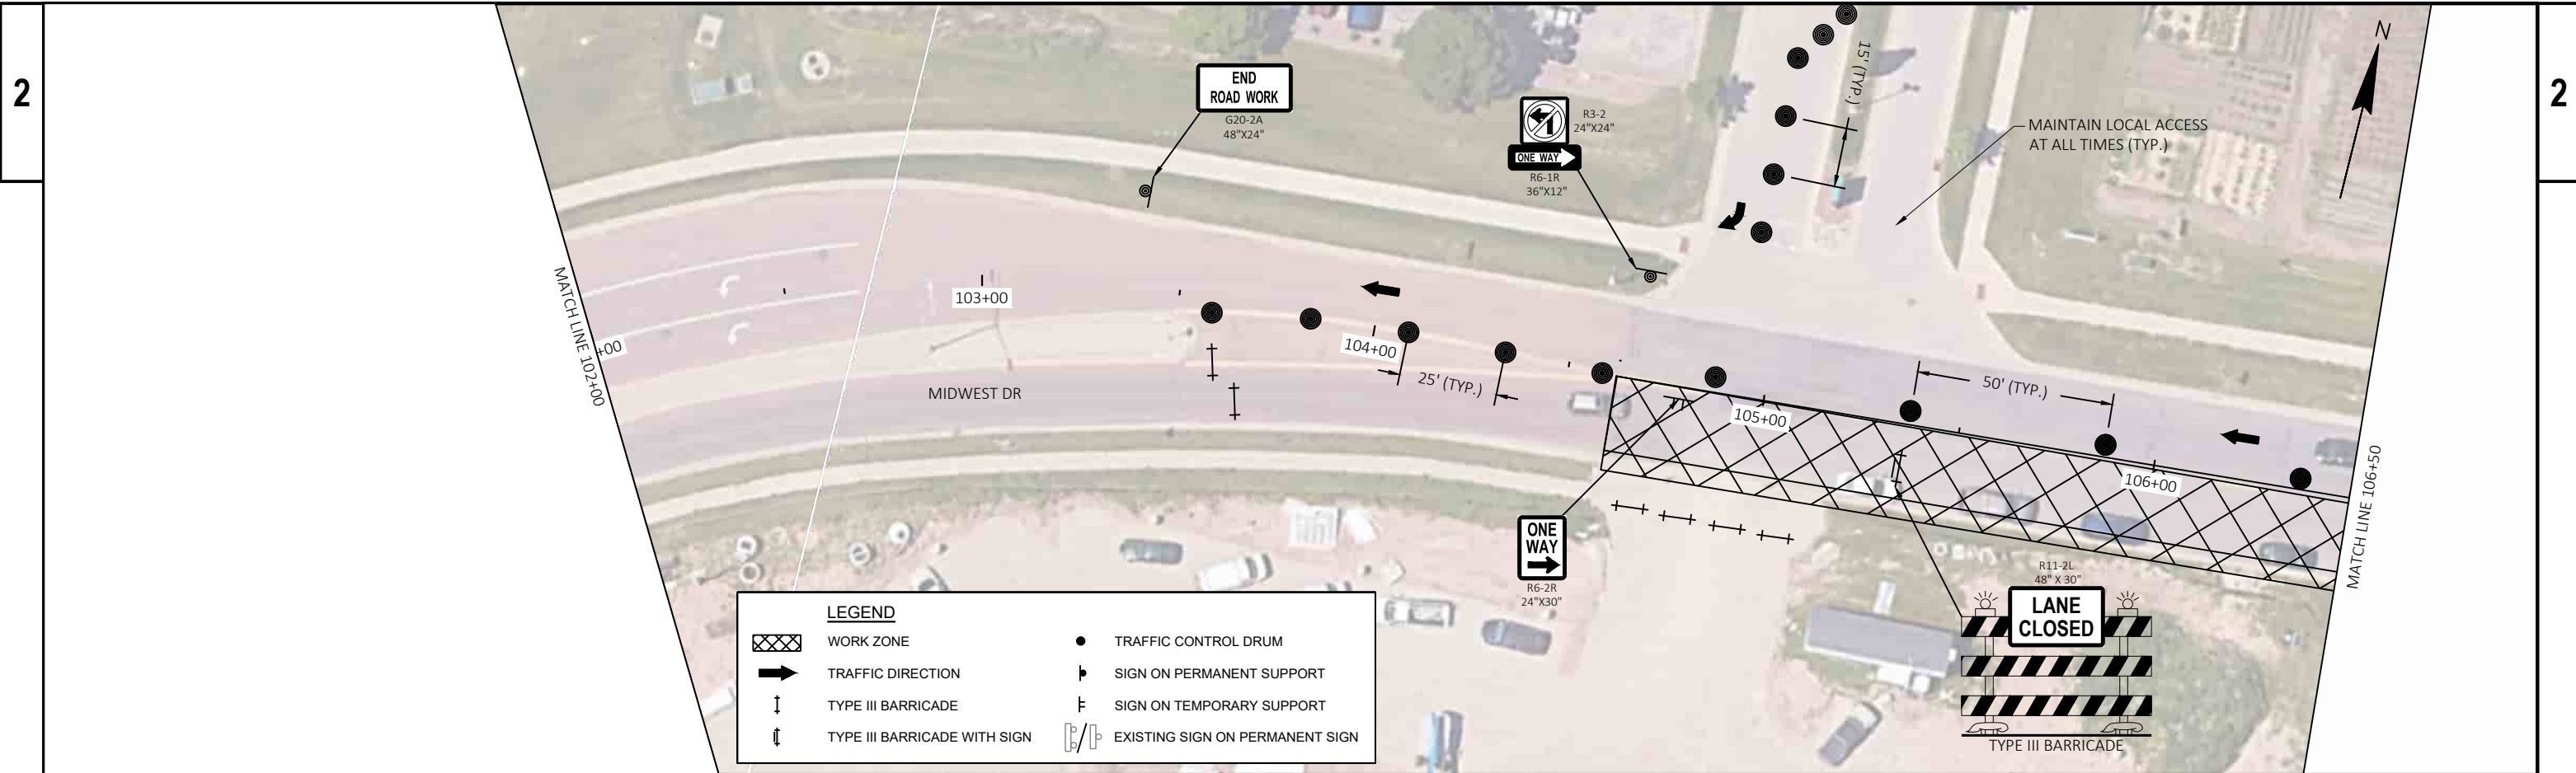 2
2
N
END
ROAD WORK
G20-2A
48"X24"
R3-2
24"X24"
ONE WAY
R6-1R
36"X12"
15' (TYP.)
MAINTAIN LOCAL ACCESS
AT ALL TIMES (TYP.)
MATCH LINE 102+00
+00
103+00
104+00
25' (TYP.)
MIDWEST DR
105+00
50' (TYP.)
106+00
MATCH LINE 106+50
ONE
WAY
R6-2R
24"X30"
R11-2L
48" X 30"
LANE
CLOSED
TYPE III BARRICADE
LEGEND
WORK ZONE
TRAFFIC DIRECTION
TYPE III BARRICADE
TYPE III BARRICADE WITH SIGN
TRAFFIC CONTROL DRUM
SIGN ON PERMANENT SUPPORT
SIGN ON TEMPORARY SUPPORT
EXISTING SIGN ON PERMANENT SIGN